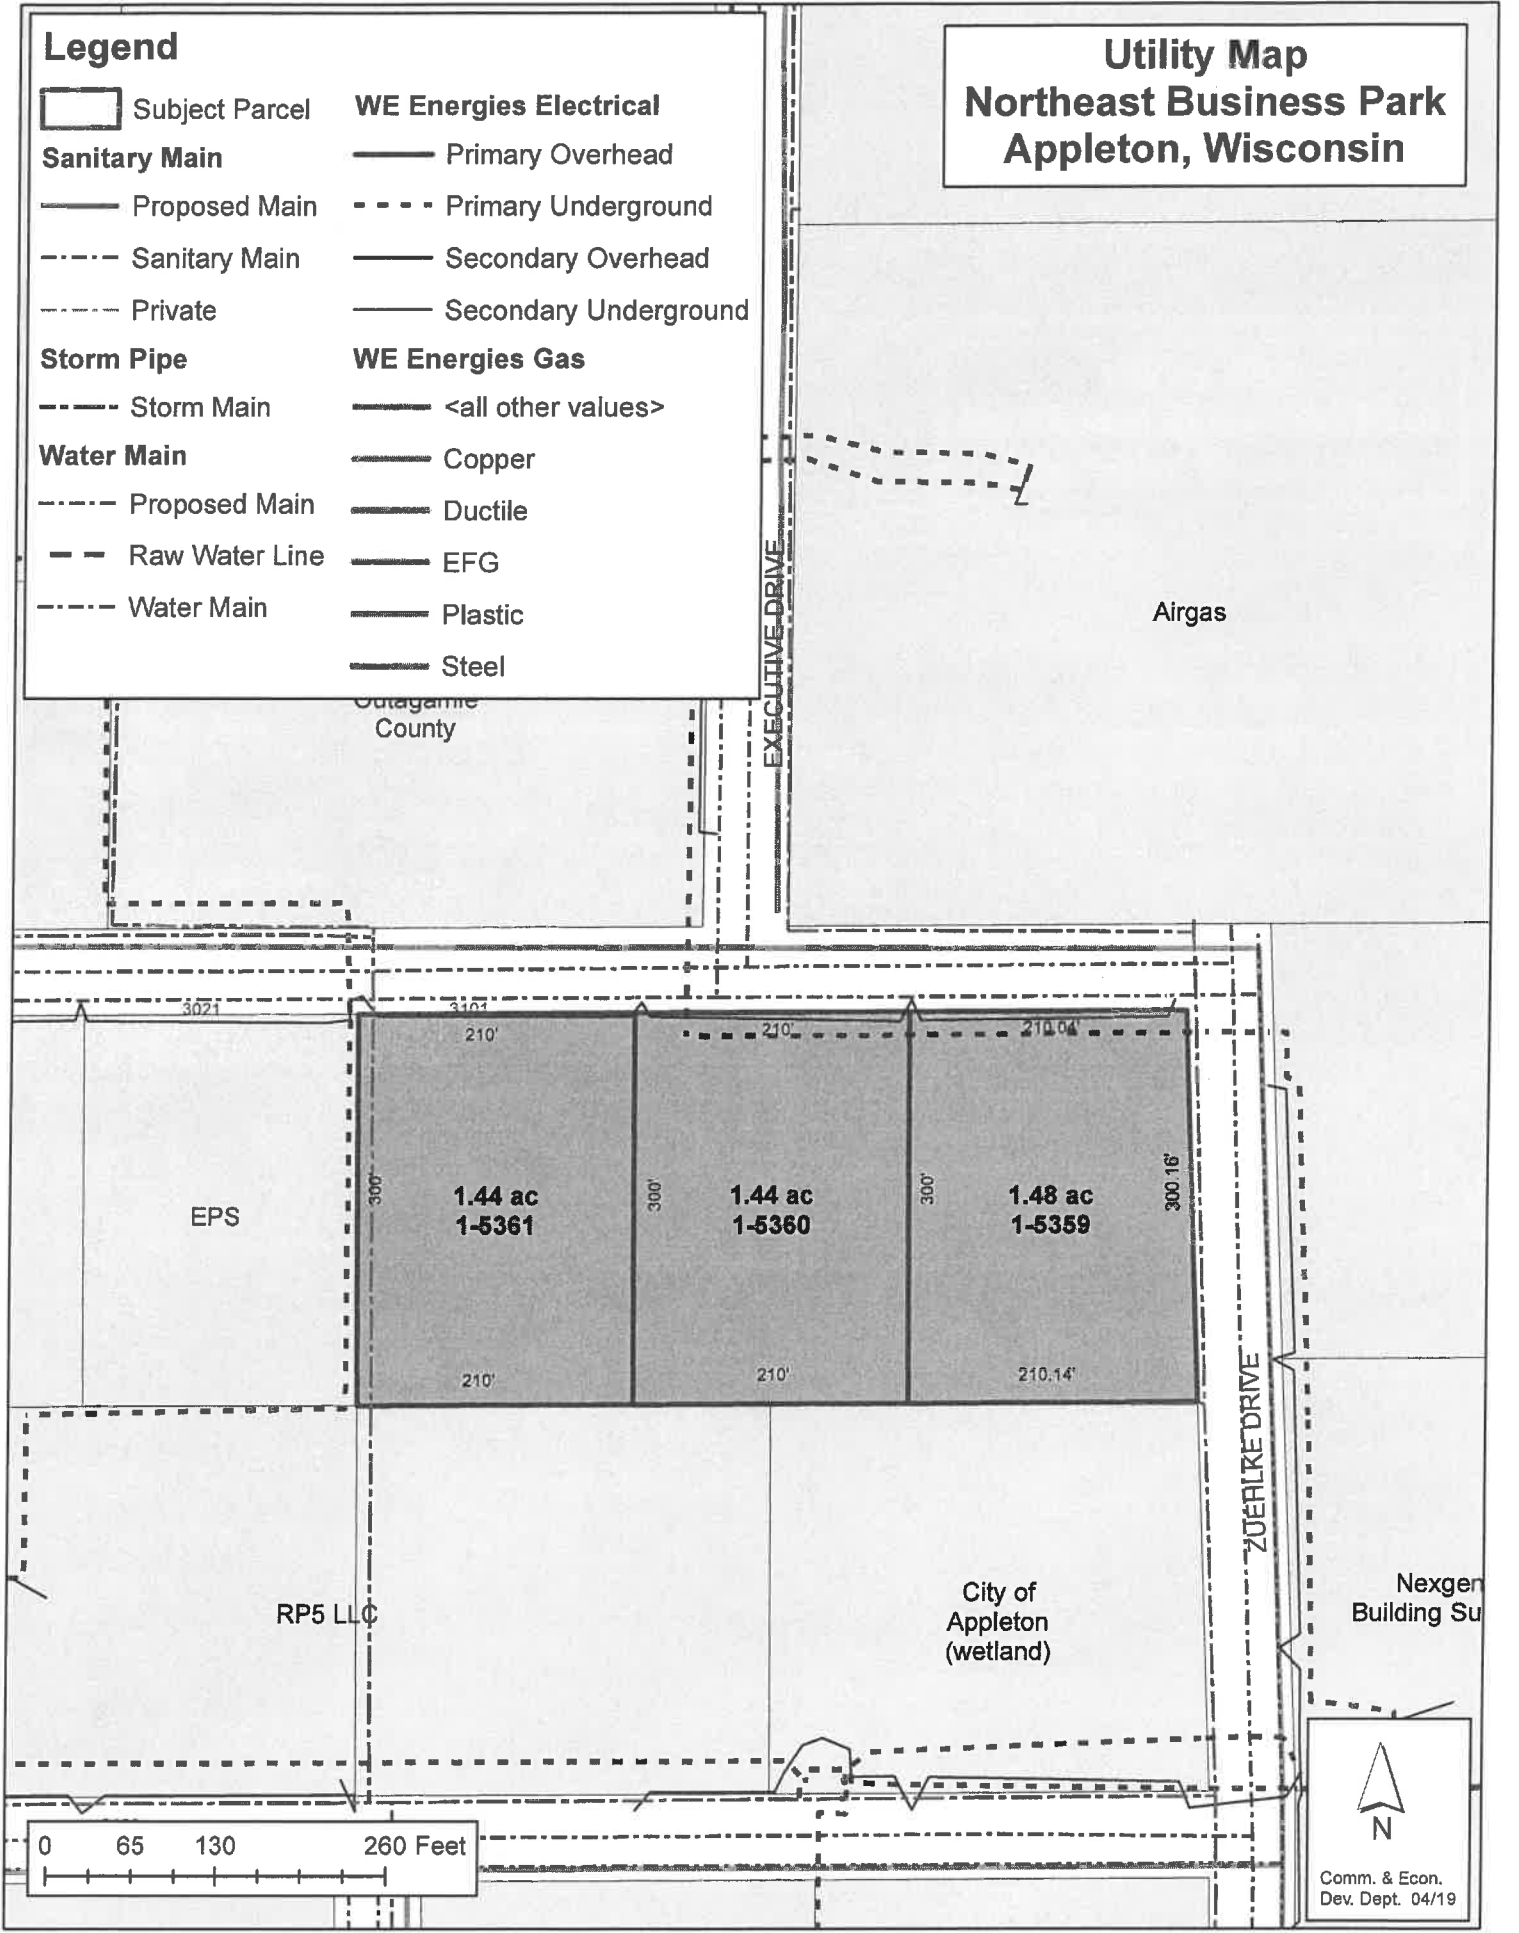 Legend
Subject Parcel
Sanitary Main
Proposed Main
Sanitary Main
Private
Storm Pipe
Storm Main
Water Main
Proposed Main
Raw Water Line
Water Main
WE Energies Electrical
Primary Overhead
Primary Underground
Secondary Overhead
Secondary Underground
WE Energies Gas
<all other values>
Copper
Ductile
EFG
Plastic
Steel
Utility Map
Northeast Business Park
Appleton, Wisconsin
EXECUTIVE DRIVE
Airgas
Outagamie
County
3021
3101
210'
210'
210.04'
EPS
300'
1.44 ac
1-5361
300'
1.44 ac
1-5360
300'
1.48 ac
1-5359
300.16'
210'
210'
210.14'
ZUEHLKE DRIVE
RP5 LLC
City of
Appleton
(wetland)
Nexgen
Building Su
0 65 130 260 Feet
N
Comm. & Econ.
Dev. Dept. 04/19